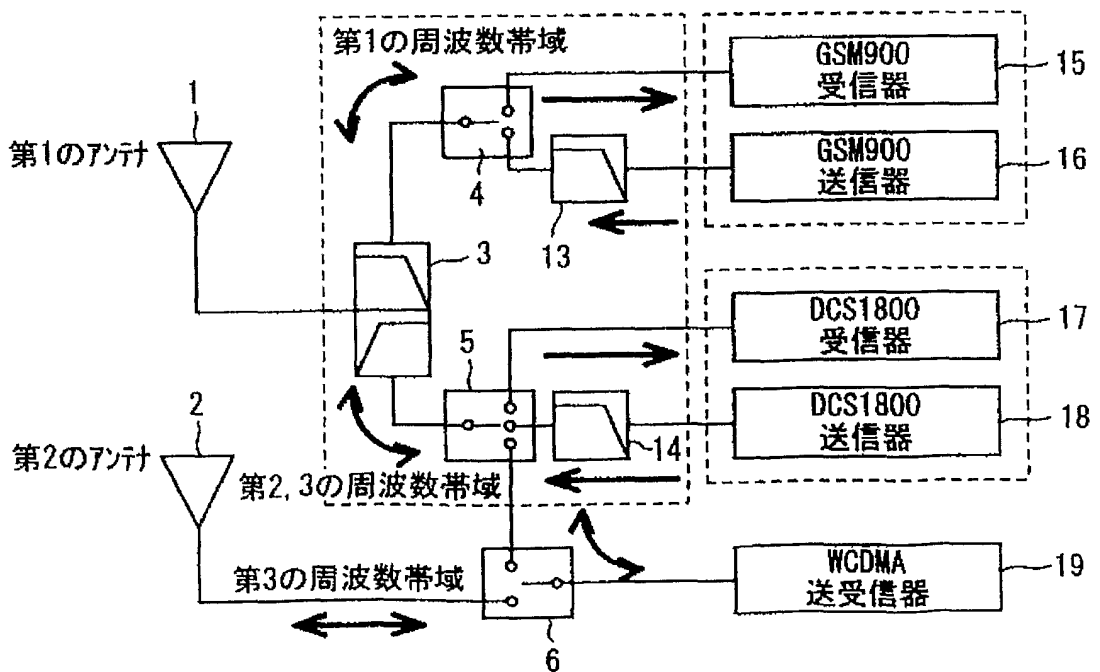 第1の周波数帯域
GSM900
受信器
15
1
第1のアンテナ
4
GSM900
送信器
16
13
3
DCS1800
受信器
17
5
2
第2のアンテナ
14
DCS1800
送信器
18
第2,3の周波数帯域
第3の周波数帯域
WCDMA
送受信器
19
6